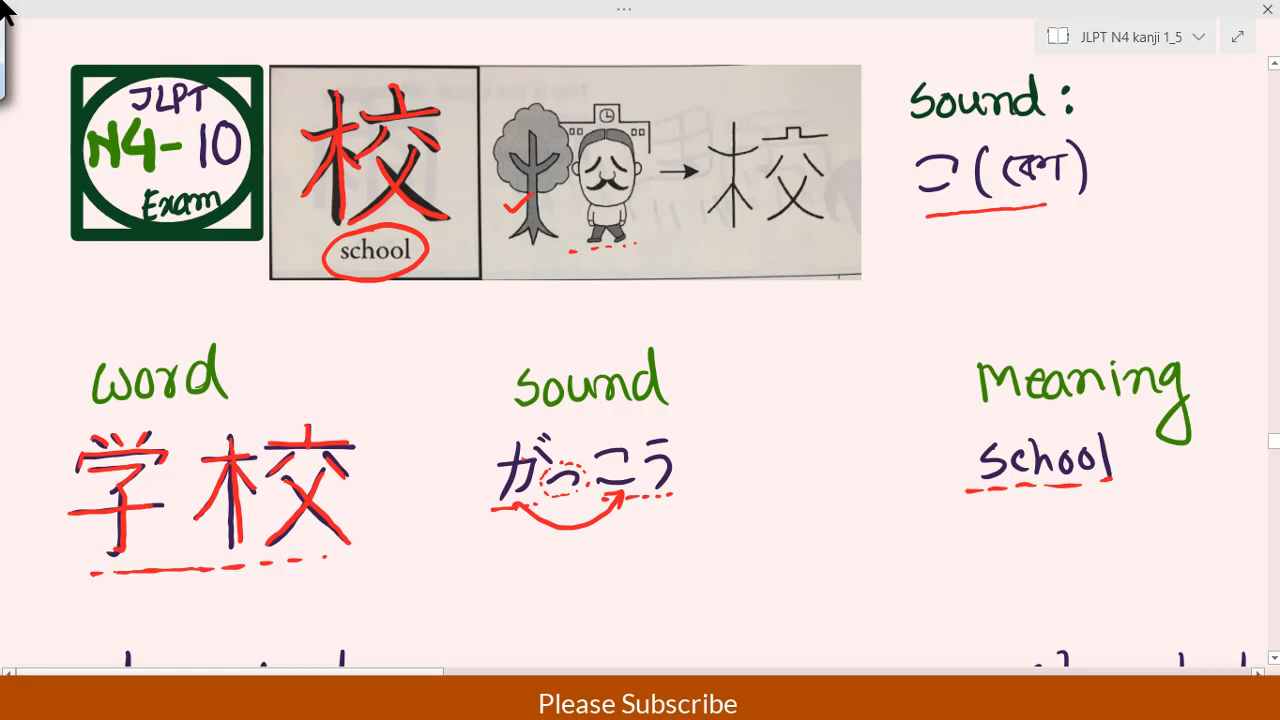 JLPT N4 kanji 1_5
JLPT
N4-10
Exam
校
school
校
Sound :
こ (কো)
word
sound
Meaning
学校
がっこう
school
Please Subscribe